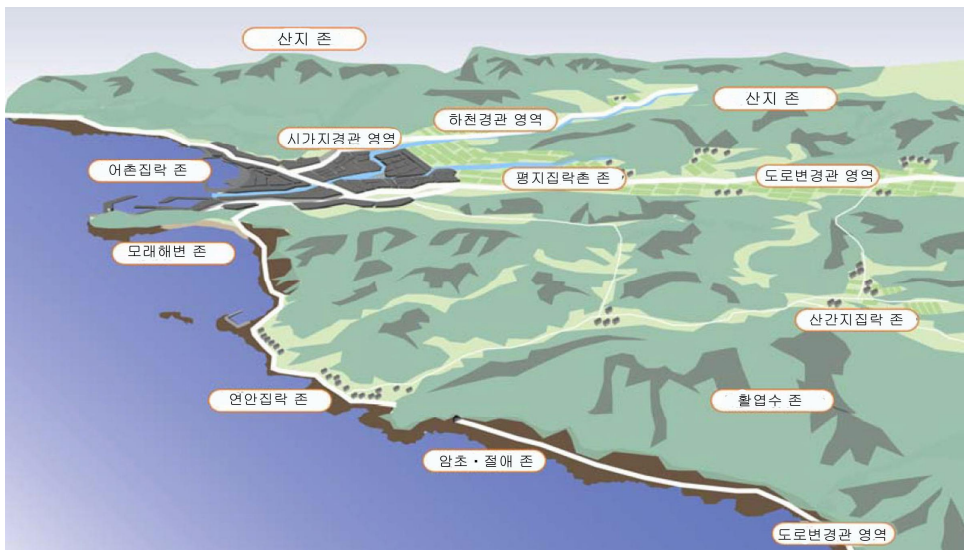 산지 존
산지 존
하천경관 영역
시가지경관 영역
어촌집락 존
평지집락촌 존
도로변경관 영역
모래해변 존
산간지집락 존
연안집락 존
활엽수 존
암초・절애 존
도로변경관 영역